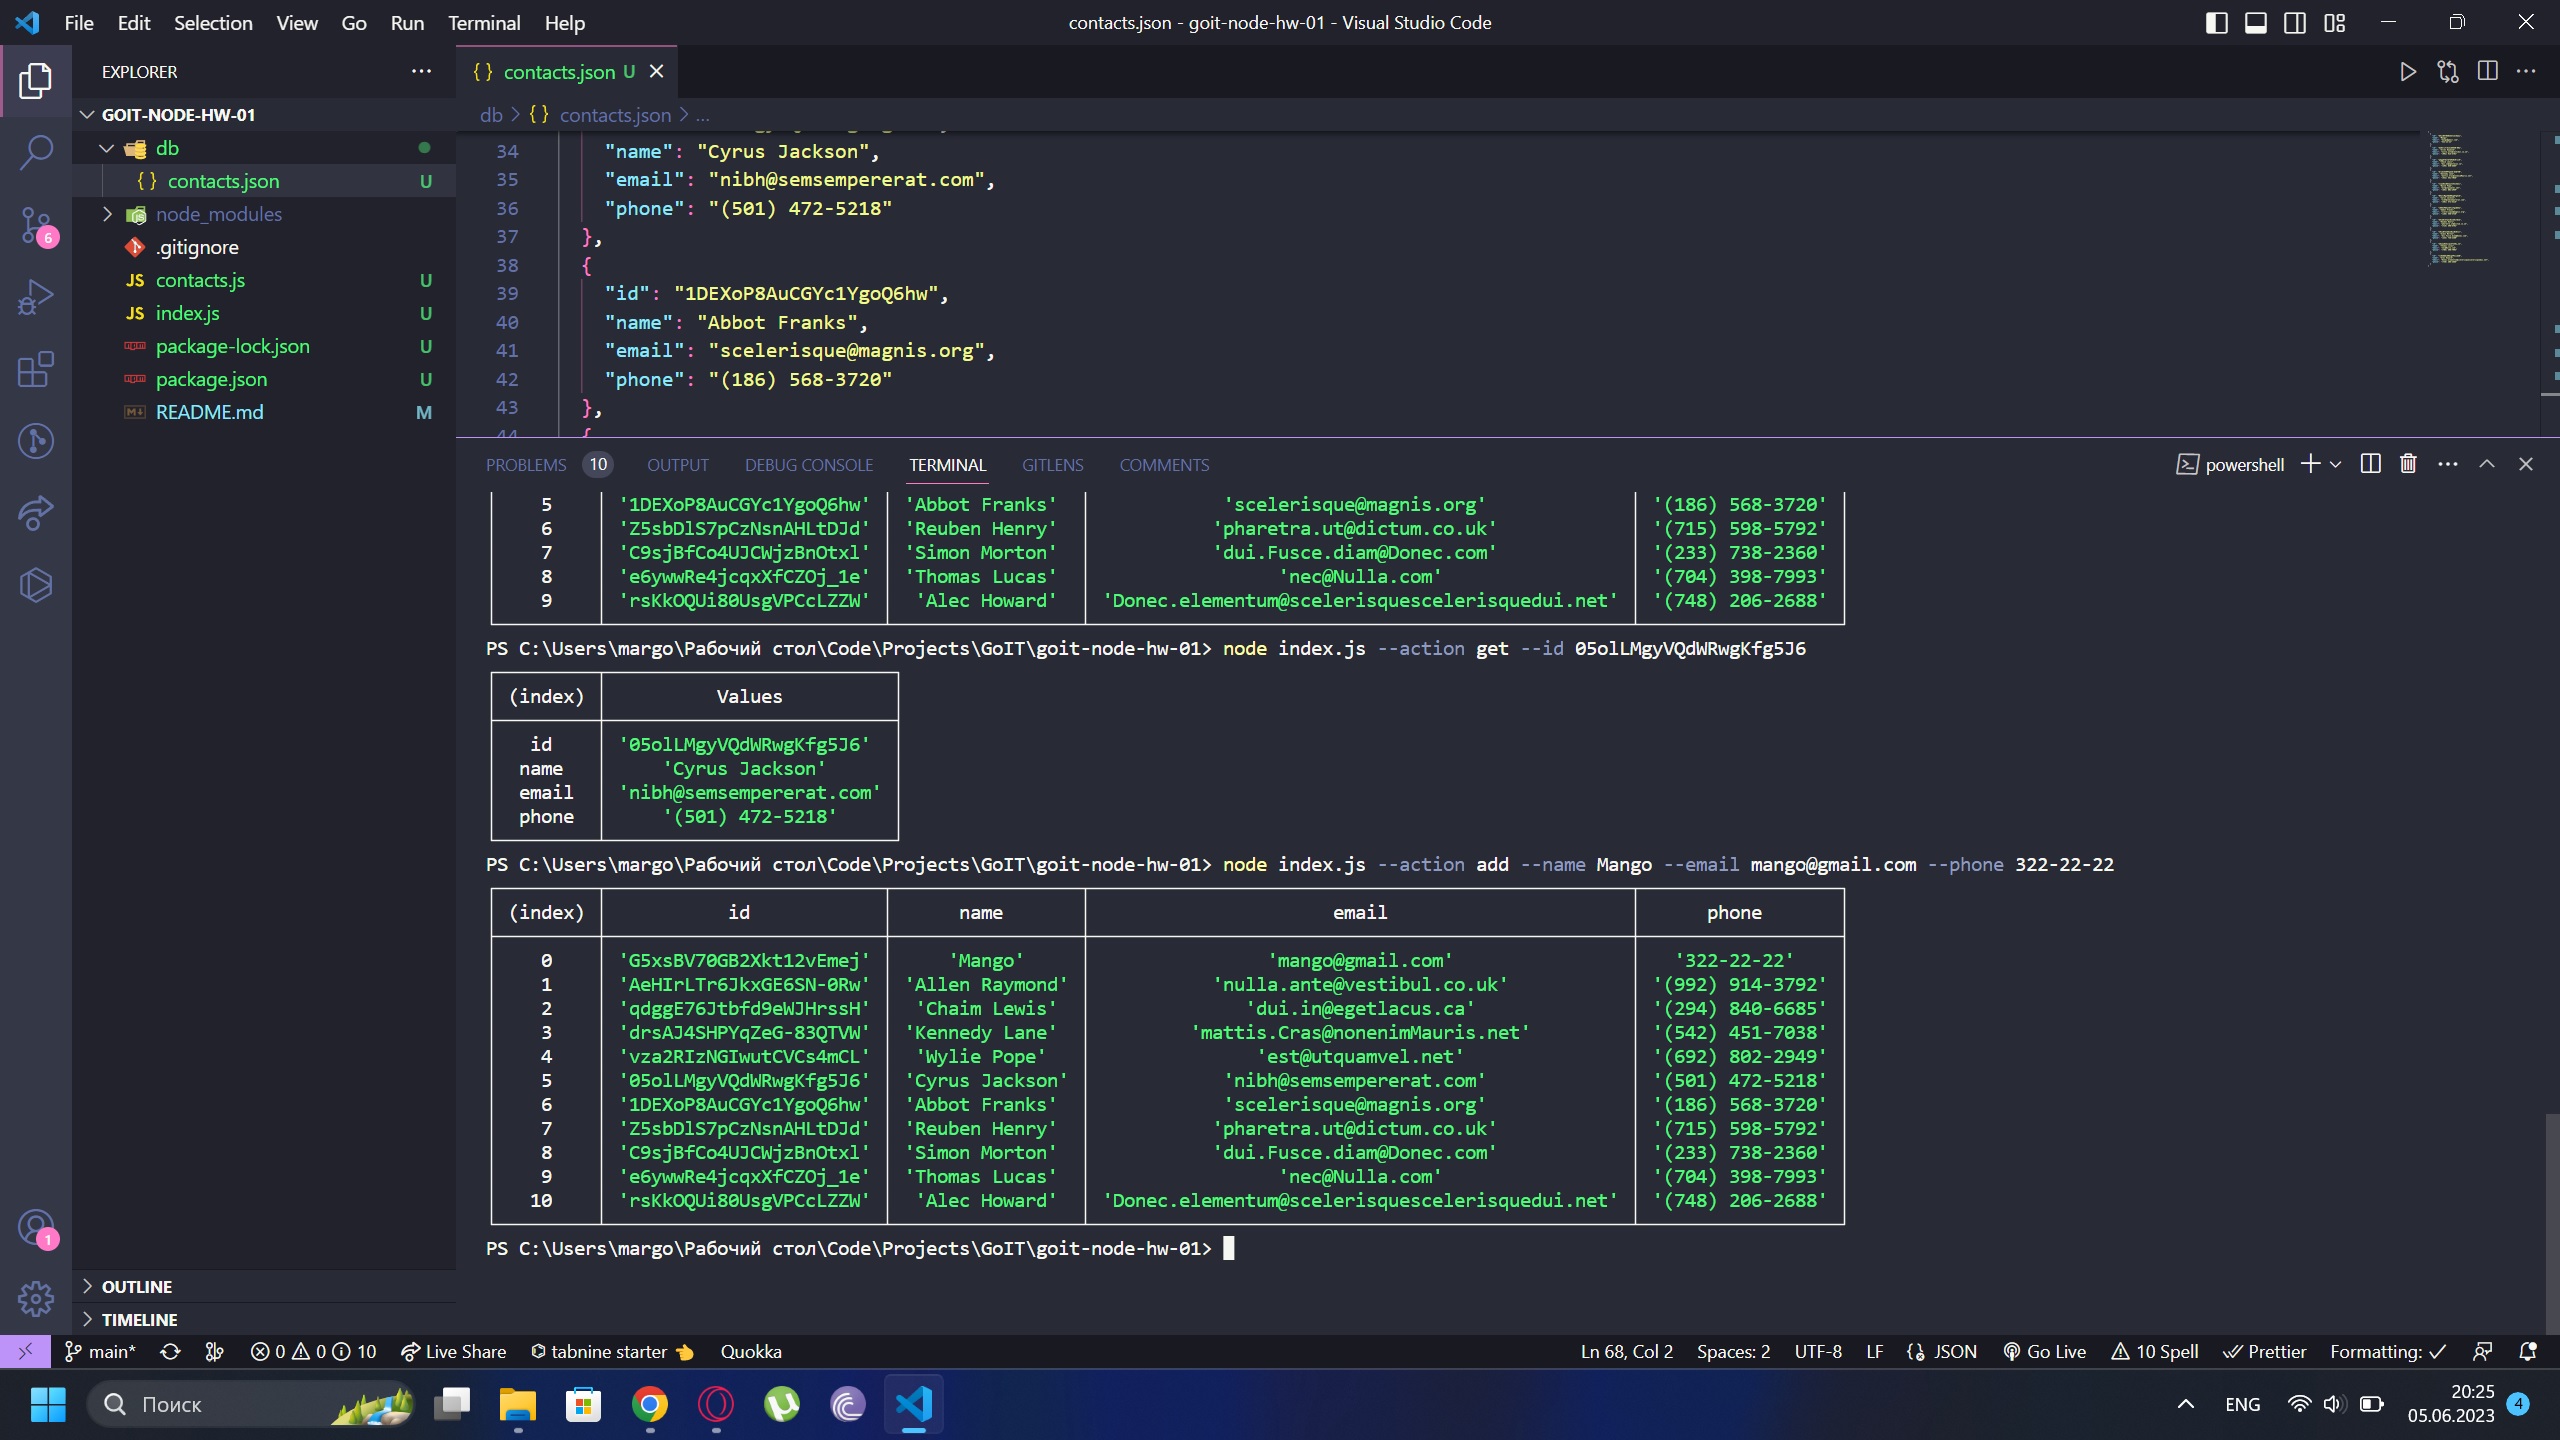 File Edit Selection View Go Run Terminal Help
contacts.json - goit-node-hw-01 - Visual Studio Code
EXPLORER
GOIT-NODE-HW-01
db
contacts.json U
node_modules
.gitignore
contacts.js U
index.js U
package-lock.json U
package.json U
README.md M
OUTLINE
TIMELINE
6
1
{} contacts.json U
db > {} contacts.json > ...
34 "name": "Cyrus Jackson",
35 "email": "nibh@semsempererat.com",
36 "phone": "(501) 472-5218"
37 },
38 {
39 "id": "1DEXoP8AuCGYc1YgoQ6hw",
40 "name": "Abbot Franks",
41 "email": "scelerisque@magnis.org",
42 "phone": "(186) 568-3720"
43 },
44 {
PROBLEMS 10 OUTPUT DEBUG CONSOLE TERMINAL GITLENS COMMENTS
powershell
5 '1DEXoP8AuCGYc1YgoQ6hw' 'Abbot Franks' 'scelerisque@magnis.org' '(186) 568-3720'
6 'Z5sbDlS7pCzNsnAHLtDJd' 'Reuben Henry' 'pharetra.ut@dictum.co.uk' '(715) 598-5792'
7 'C9sjBfCo4UJCWjzBnOtxl' 'Simon Morton' 'dui.Fusce.diam@Donec.com' '(233) 738-2360'
8 'e6ywwRe4jcqxXfCZOj_1e' 'Thomas Lucas' 'nec@Nulla.com' '(704) 398-7993'
9 'rsKkOQUi80UsgVPCcLZZW' 'Alec Howard' 'Donec.elementum@scelerisquescelerisquedui.net' '(748) 206-2688'
PS C:\Users\margo\Рабочий стол\Code\Projects\GoIT\goit-node-hw-01> node index.js --action get --id 05olLMgyVQdWRwgKfg5J6
(index) Values
id '05olLMgyVQdWRwgKfg5J6'
name 'Cyrus Jackson'
email 'nibh@semsempererat.com'
phone '(501) 472-5218'
PS C:\Users\margo\Рабочий стол\Code\Projects\GoIT\goit-node-hw-01> node index.js --action add --name Mango --email mango@gmail.com --phone 322-22-22
(index) id name email phone
0 'G5xsBV70GB2Xkt12vEmej' 'Mango' 'mango@gmail.com' '322-22-22'
1 'AeHIrLTr6JkxGE6SN-0Rw' 'Allen Raymond' 'nulla.ante@vestibul.co.uk' '(992) 914-3792'
2 'qdggE76Jtbfd9eWJHrssH' 'Chaim Lewis' 'dui.in@egetlacus.ca' '(294) 840-6685'
3 'drsAJ4SHPYqZeG-83QTVW' 'Kennedy Lane' 'mattis.Cras@nonenimMauris.net' '(542) 451-7038'
4 'vza2RIzNGIwutCVCs4mCL' 'Wylie Pope' 'est@utquamvel.net' '(692) 802-2949'
5 '05olLMgyVQdWRwgKfg5J6' 'Cyrus Jackson' 'nibh@semsempererat.com' '(501) 472-5218'
6 '1DEXoP8AuCGYc1YgoQ6hw' 'Abbot Franks' 'scelerisque@magnis.org' '(186) 568-3720'
7 'Z5sbDlS7pCzNsnAHLtDJd' 'Reuben Henry' 'pharetra.ut@dictum.co.uk' '(715) 598-5792'
8 'C9sjBfCo4UJCWjzBnOtxl' 'Simon Morton' 'dui.Fusce.diam@Donec.com' '(233) 738-2360'
9 'e6ywwRe4jcqxXfCZOj_1e' 'Thomas Lucas' 'nec@Nulla.com' '(704) 398-7993'
10 'rsKkOQUi80UsgVPCcLZZW' 'Alec Howard' 'Donec.elementum@scelerisquescelerisquedui.net' '(748) 206-2688'
PS C:\Users\margo\Рабочий стол\Code\Projects\GoIT\goit-node-hw-01>
main* 0 0 10 Live Share tabnine starter Quokka
Ln 68, Col 2 Spaces: 2 UTF-8 LF JSON Go Live 10 Spell Prettier Formatting:
Поиск
ENG
20:25
05.06.2023
4